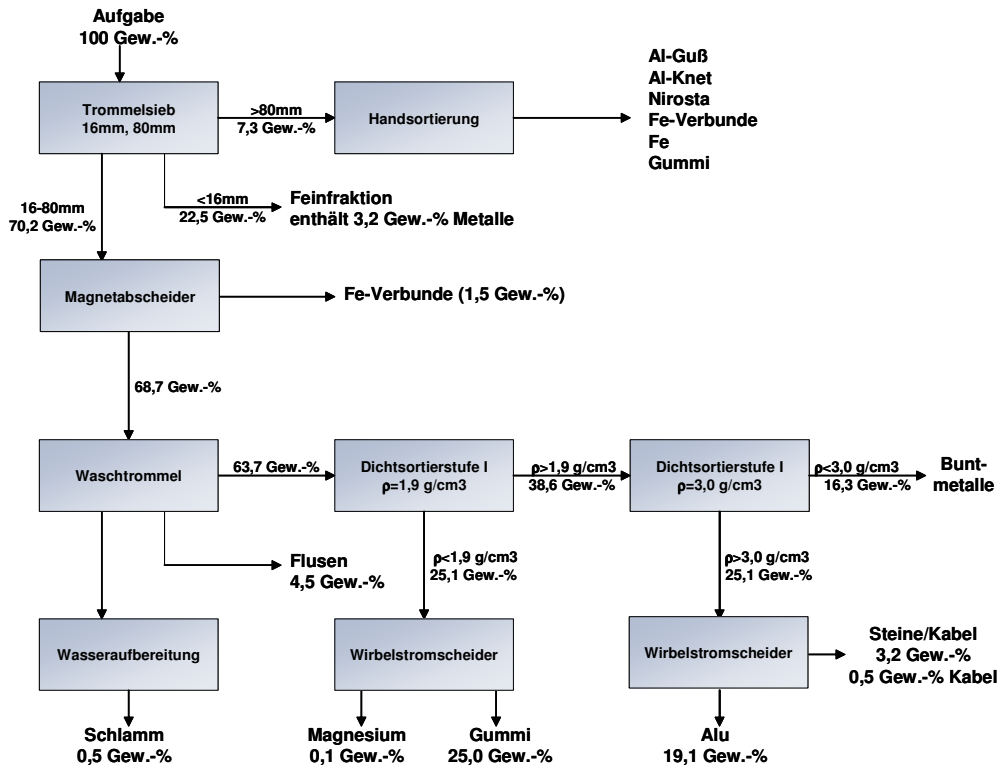 Aufgabe
100 Gew.-%
Trommelsieb
16mm, 80mm
>80mm
7,3 Gew.-%
Handsortierung
Al-Guß
Al-Knet
Nirosta
Fe-Verbunde
Fe
Gummi
<16mm
22,5 Gew.-%
Feinfraktion
enthält 3,2 Gew.-% Metalle
16-80mm
70,2 Gew.-%
Magnetabscheider
Fe-Verbunde (1,5 Gew.-%)
68,7 Gew.-%
Waschtrommel
63,7 Gew.-%
Dichtsortierstufe I
ρ=1,9 g/cm3
ρ>1,9 g/cm3
38,6 Gew.-%
Dichtsortierstufe I
ρ=3,0 g/cm3
ρ<3,0 g/cm3
16,3 Gew.-%
Bunt-
metalle
Flusen
4,5 Gew.-%
ρ<1,9 g/cm3
25,1 Gew.-%
ρ>3,0 g/cm3
25,1 Gew.-%
Wasseraufbereitung
Wirbelstromscheider
Wirbelstromscheider
Steine/Kabel
3,2 Gew.-%
0,5 Gew.-% Kabel
Schlamm
0,5 Gew.-%
Magnesium
0,1 Gew.-%
Gummi
25,0 Gew.-%
Alu
19,1 Gew.-%